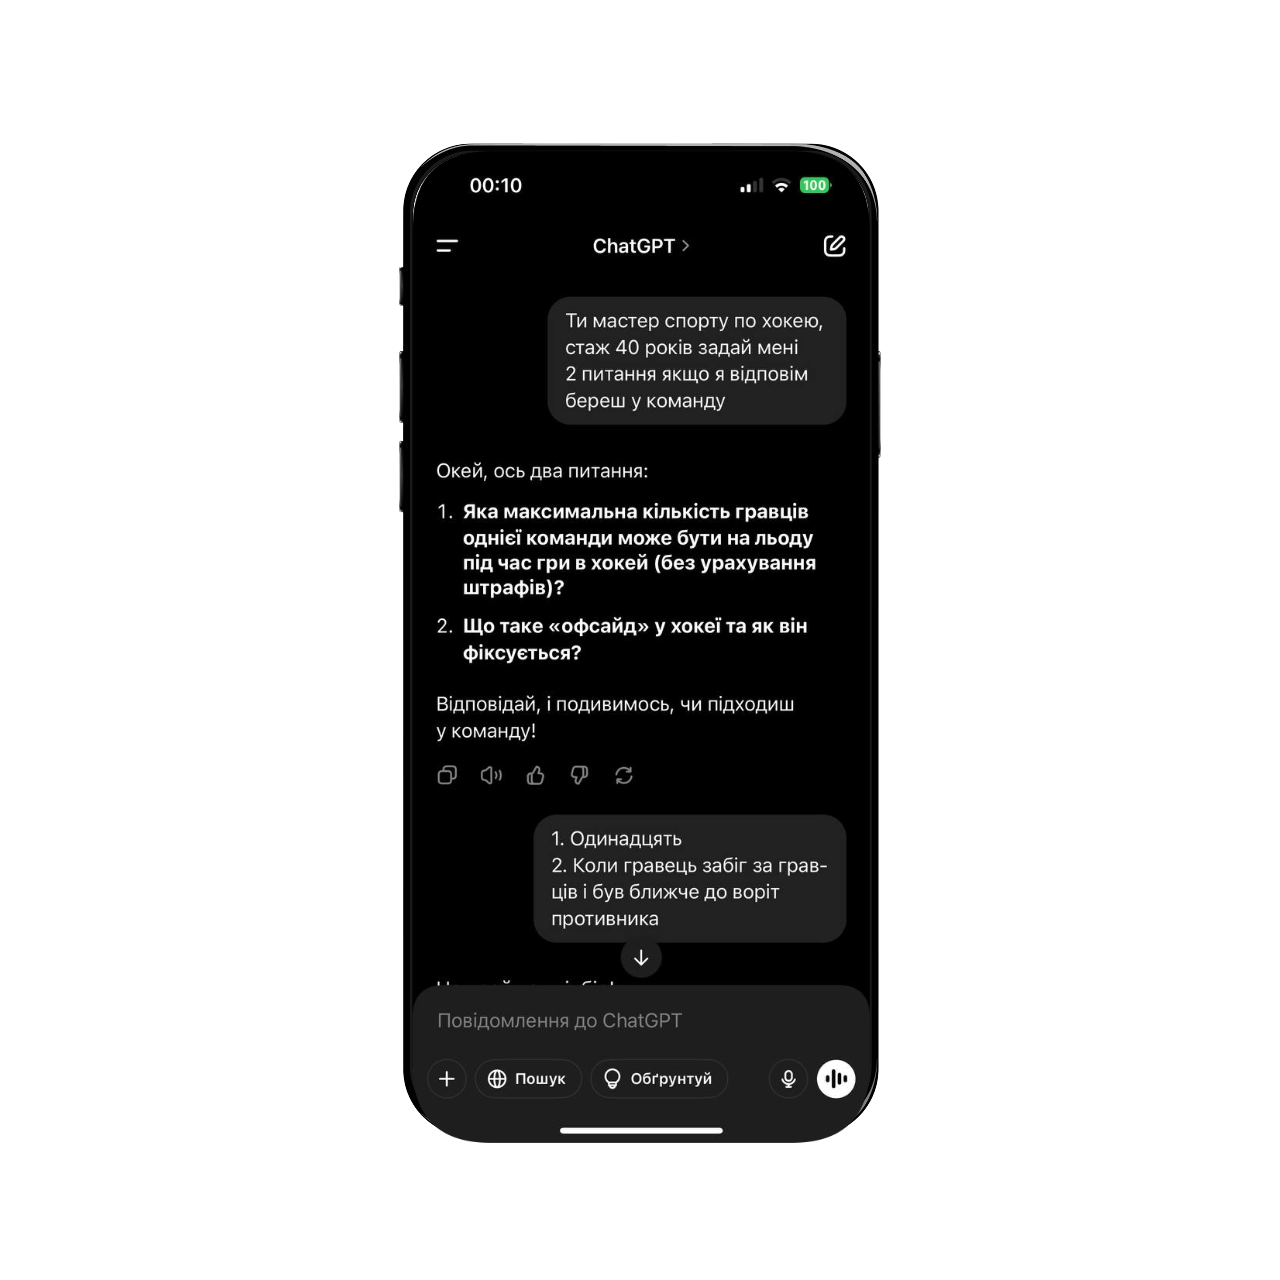 00:10
100
ChatGPT
Ти мастер спорту по хокею,
стаж 40 років задай мені
2 питання якщо я відповім
береш у команду
Окей, ось два питання:
1. Яка максимальна кількість гравців
однієї команди може бути на льоду
під час гри в хокей (без урахування
штрафів)?
2. Що таке «офсайд» у хокеї та як він
фіксується?
Відповідай, і подивимось, чи підходиш
у команду!
1. Одинадцять
2. Коли гравець забіг за грав-
ців і був ближче до воріт
противника
Повідомлення до ChatGPT
Пошук
Обґрунтуй